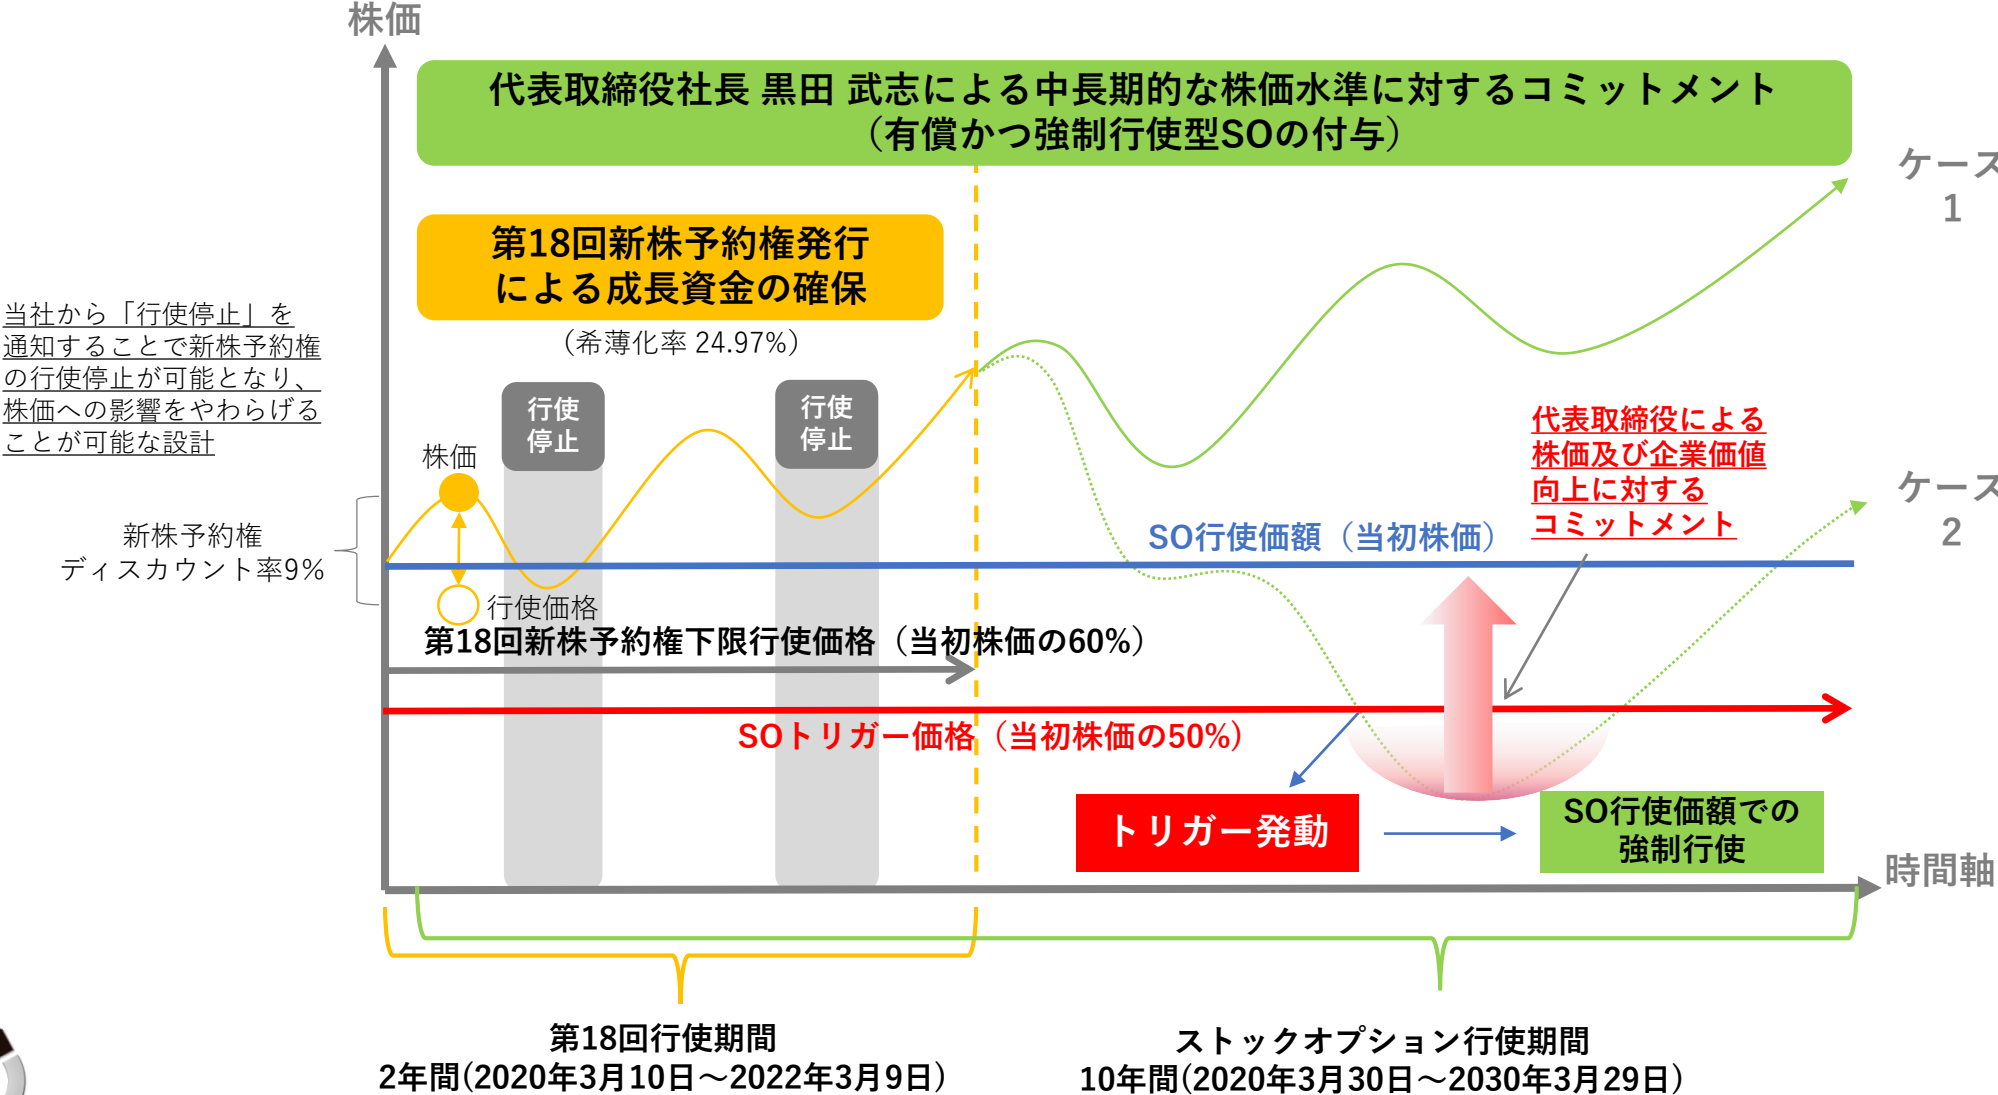 株価
代表取締役社長 黒田 武志による中長期的な株価水準に対するコミットメント
（有償かつ強制行使型SOの付与）
ケース
1
第18回新株予約権発行
による成長資金の確保
（希薄化率 24.97%）
当社から「行使停止」を
通知することで新株予約権
の行使停止が可能となり、
株価への影響をやわらげる
ことが可能な設計
行使
停止
行使
停止
株価
代表取締役による
株価及び企業価値
向上に対する
コミットメント
ケース
2
新株予約権
ディスカウント率9%
SO行使価額（当初株価）
行使価格
第18回新株予約権下限行使価格（当初株価の60%）
SOトリガー価格（当初株価の50%）
トリガー発動
SO行使価額での
強制行使
時間軸
第18回行使期間
2年間(2020年3月10日～2022年3月9日)
ストックオプション行使期間
10年間(2020年3月30日～2030年3月29日)